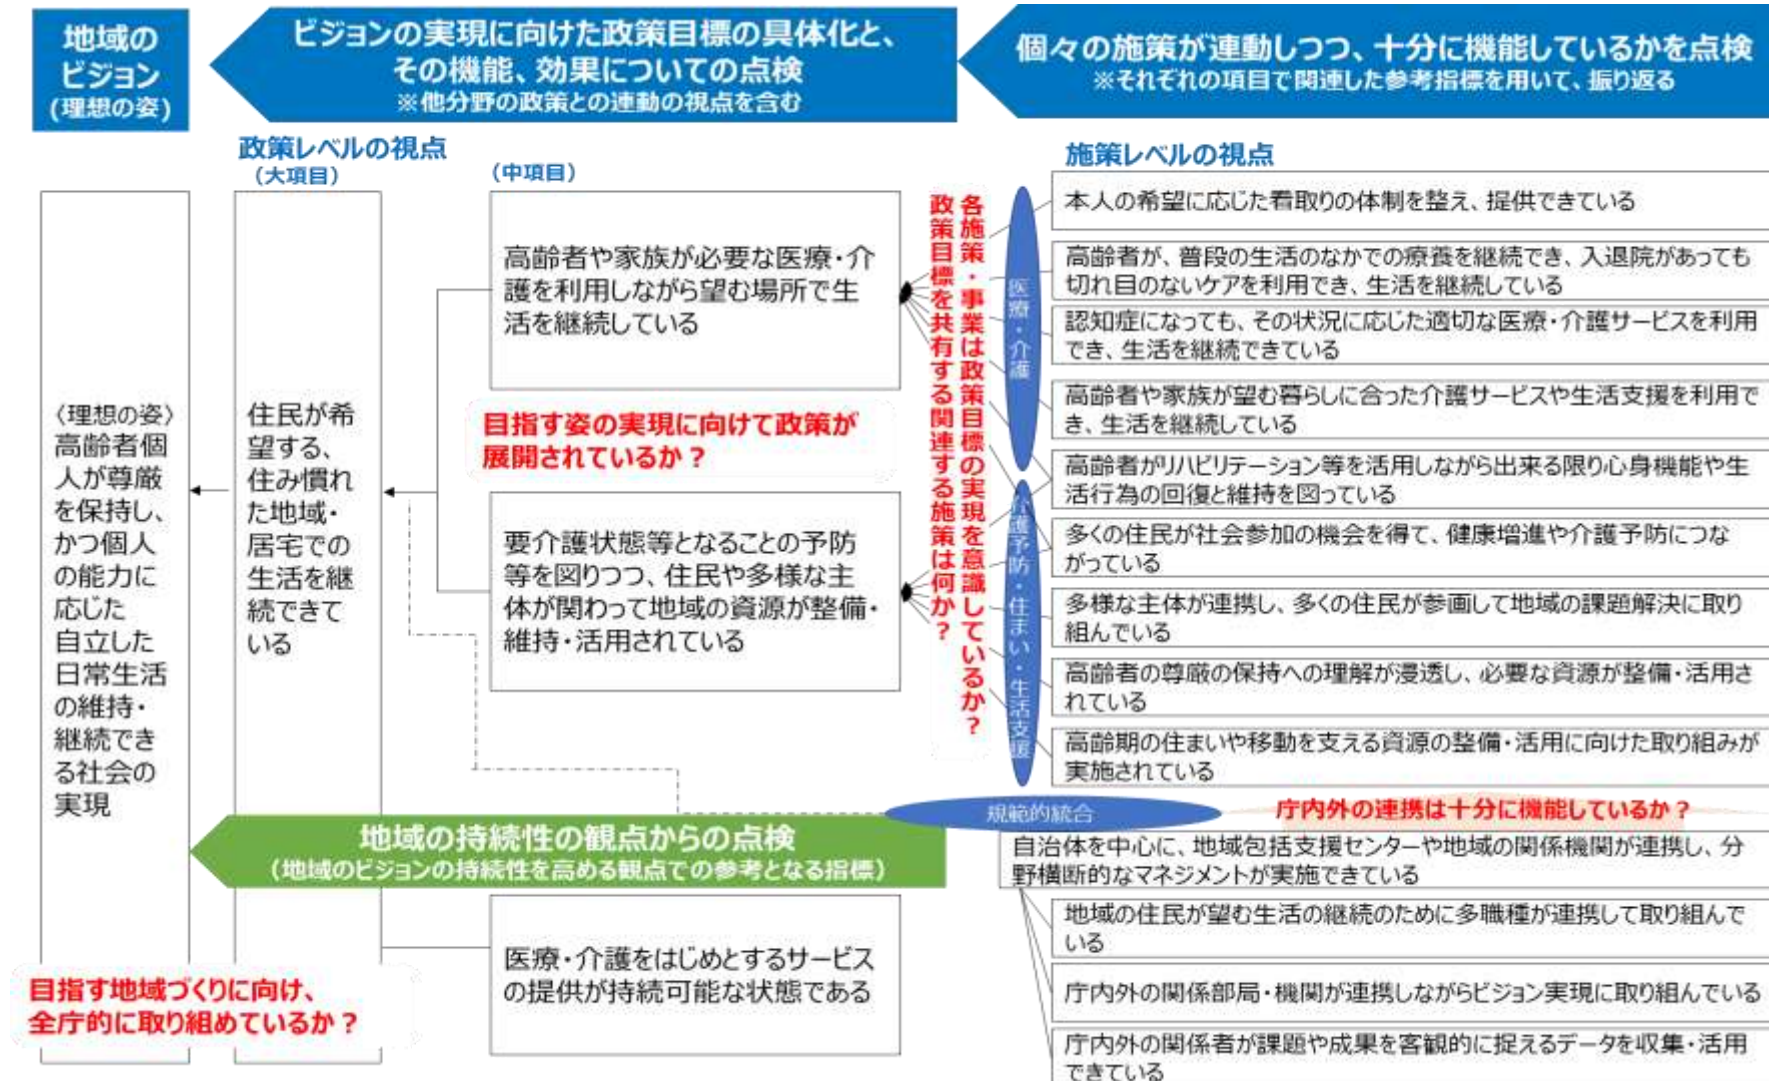 地域の
ビジョン
(理想の姿)
ビジョンの実現に向けた政策目標の具体化と、
その機能、効果についての点検
※他分野の政策との連動の視点を含む
個々の施策が連動しつつ、十分に機能しているかを点検
※それぞれの項目で関連した参考指標を用いて、振り返る
政策レベルの視点
（大項目）
（中項目）
施策レベルの視点
〈理想の姿〉
高齢者個
人が尊厳
を保持し、
かつ個人
の能力に
応じた
自立した
日常生活
の維持・
継続でき
る社会の
実現
住民が希
望する、
住み慣れ
た地域・
居宅での
生活を継
続できて
いる
高齢者や家族が必要な医療・介
護を利用しながら望む場所で生
活を継続している
目指す姿の実現に向けて政策が
展開されているか？
要介護状態等となることの予防
等を図りつつ、住民や多様な主
体が関わって地域の資源が整備・
維持・活用されている
各施策・事業は政策目標の実現を意識しているか？
政策目標を共有する関連する施策は何か？
医療・介護
介護予防・住まい・生活支援
本人の希望に応じた看取りの体制を整え、提供できている
高齢者が、普段の生活のなかでの療養を継続でき、入退院があっても
切れ目のないケアを利用でき、生活を継続している
認知症になっても、その状況に応じた適切な医療・介護サービスを利用
でき、生活を継続できている
高齢者や家族が望む暮らしに合った介護サービスや生活支援を利用で
き、生活を継続している
高齢者がリハビリテーション等を活用しながら出来る限り心身機能や生
活行為の回復と維持を図っている
多くの住民が社会参加の機会を得て、健康増進や介護予防につな
がっている
多様な主体が連携し、多くの住民が参画して地域の課題解決に取り
組んでいる
高齢者の尊厳の保持への理解が浸透し、必要な資源が整備・活用さ
れている
高齢期の住まいや移動を支える資源の整備・活用に向けた取り組みが
実施されている
規範的統合
庁内外の連携は十分に機能しているか？
自治体を中心に、地域包括支援センターや地域の関係機関が連携し、分
野横断的なマネジメントが実施できている
地域の住民が望む生活の継続のために多職種が連携して取り組んで
いる
庁内外の関係部局・機関が連携しながらビジョン実現に取り組んでいる
庁内外の関係者が課題や成果を客観的に捉えるデータを収集・活用
できている
地域の持続性の観点からの点検
（地域のビジョンの持続性を高める観点での参考となる指標）
医療・介護をはじめとするサービス
の提供が持続可能な状態である
目指す地域づくりに向け、
全庁的に取り組めているか？